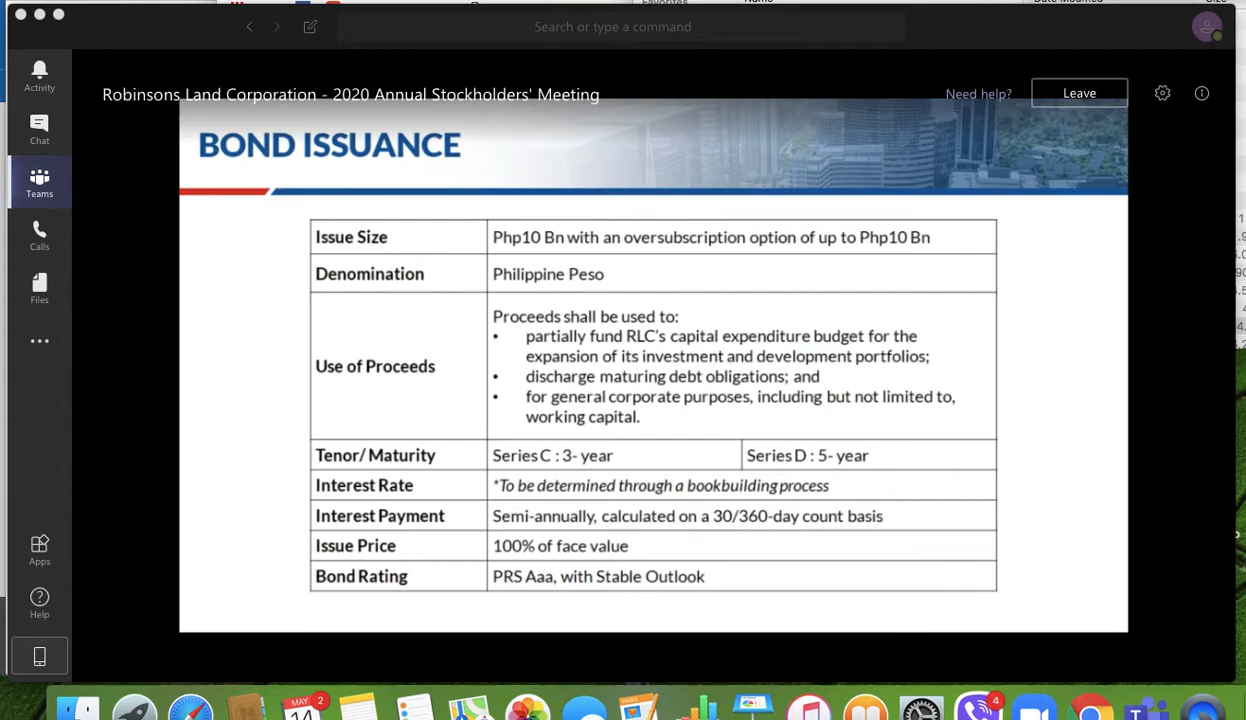 Name
Date Modified
Size
Search or type a command
Activity
Chat
Teams
Calls
Files
Apps
Help
Robinsons Land Corporation - 2020 Annual Stockholders' Meeting
Need help?
Leave
BOND ISSUANCE
Issue Size Php10 Bn with an oversubscription option of up to Php10 Bn
Denomination Philippine Peso
Use of Proceeds
Proceeds shall be used to:
• partially fund RLC's capital expenditure budget for the
expansion of its investment and development portfolios;
• discharge maturing debt obligations; and
• for general corporate purposes, including but not limited to,
working capital.
Tenor/ Maturity Series C : 3- year Series D : 5- year
Interest Rate *To be determined through a bookbuilding process
Interest Payment Semi-annually, calculated on a 30/360-day count basis
Issue Price 100% of face value
Bond Rating PRS Aaa, with Stable Outlook
MAY 2
14
4